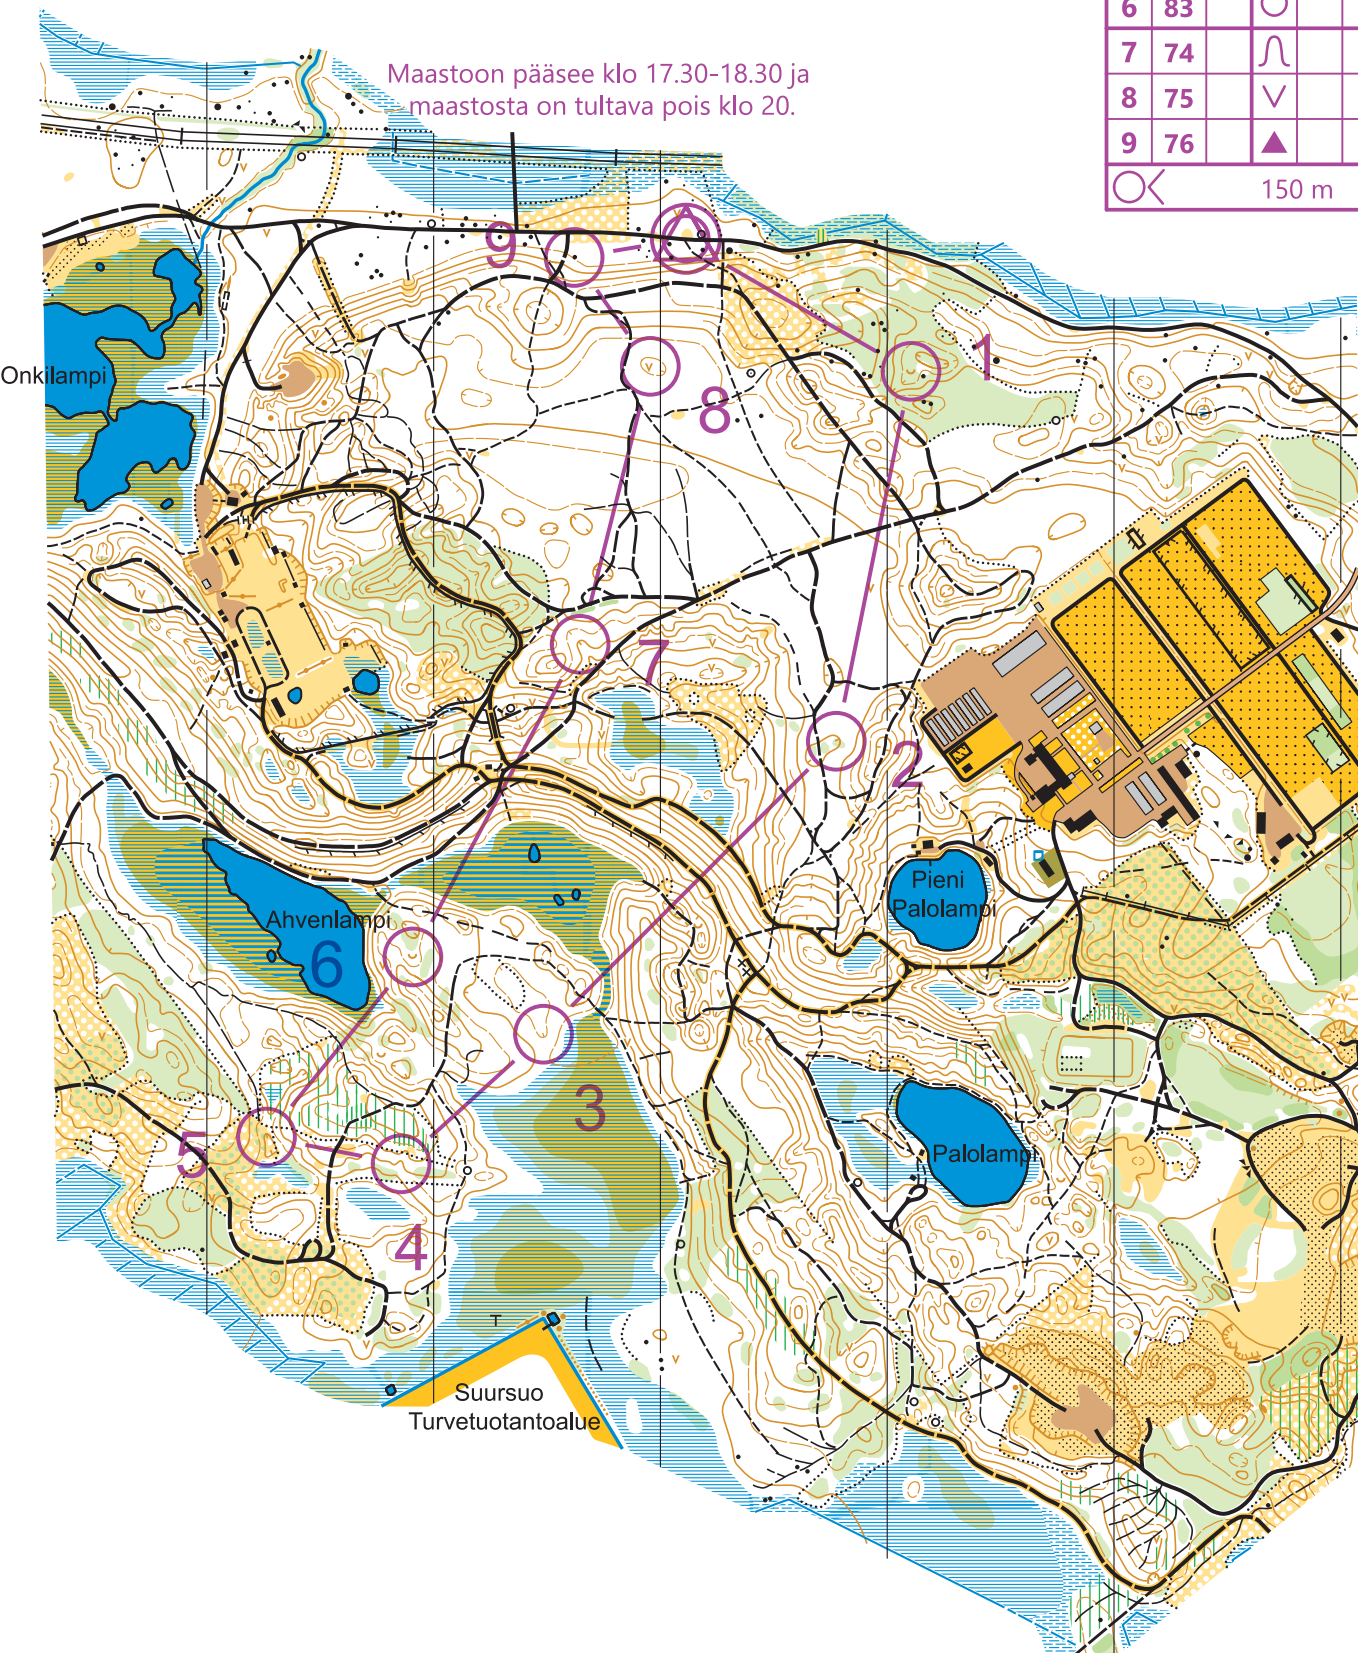 6 83
7 74
8 75
9 76
150 m
Maastoon pääsee klo 17.30-18.30 ja
maastosta on tultava pois klo 20.
9
1
8
Onkilampi
7
2
Pieni
Palolampi
Ahvenlampi
6
3
5
Palolampi
4
T
Suursuo
Turvetuotantoalue